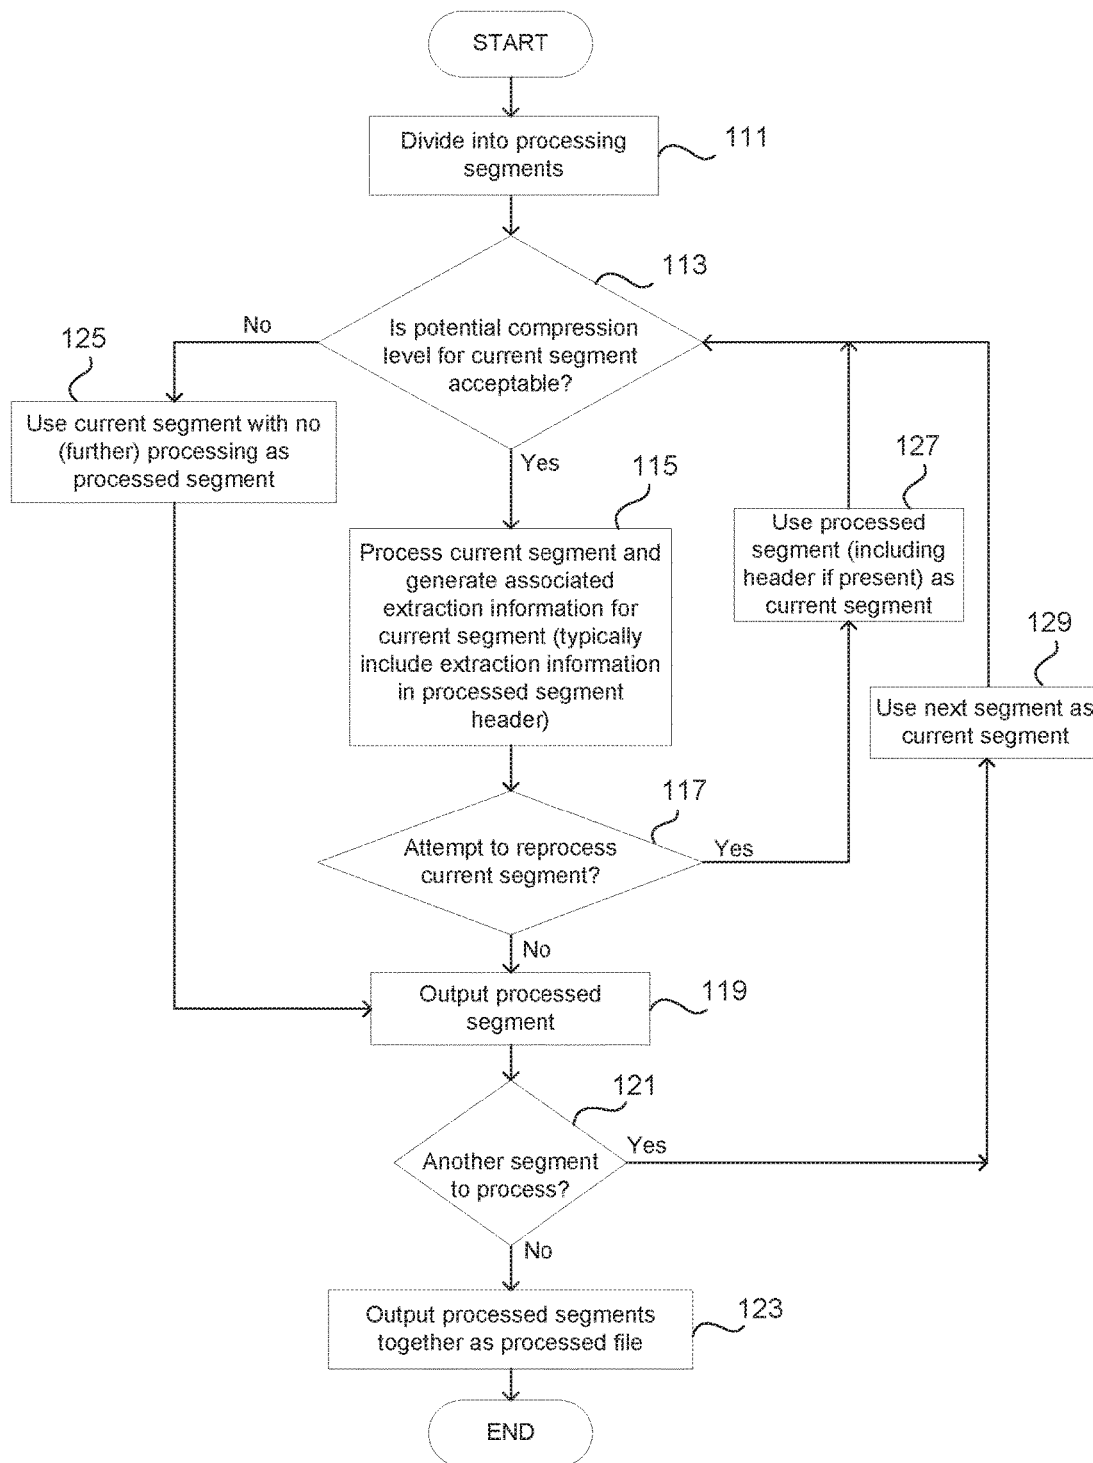 START
Divide into processing
segments
111
113
Is potential compression
level for current segment
acceptable?
No
125
Use current segment with no
(further) processing as
processed segment
Yes
115
Process current segment and
generate associated
extraction information for
current segment (typically
include extraction information
in processed segment
header)
127
Use processed
segment (including
header if present) as
current segment
129
Use next segment as
current segment
117
Attempt to reprocess
current segment?
Yes
No
Output processed
segment
119
121
Another segment
to process?
Yes
No
Output processed segments
together as processed file
123
END